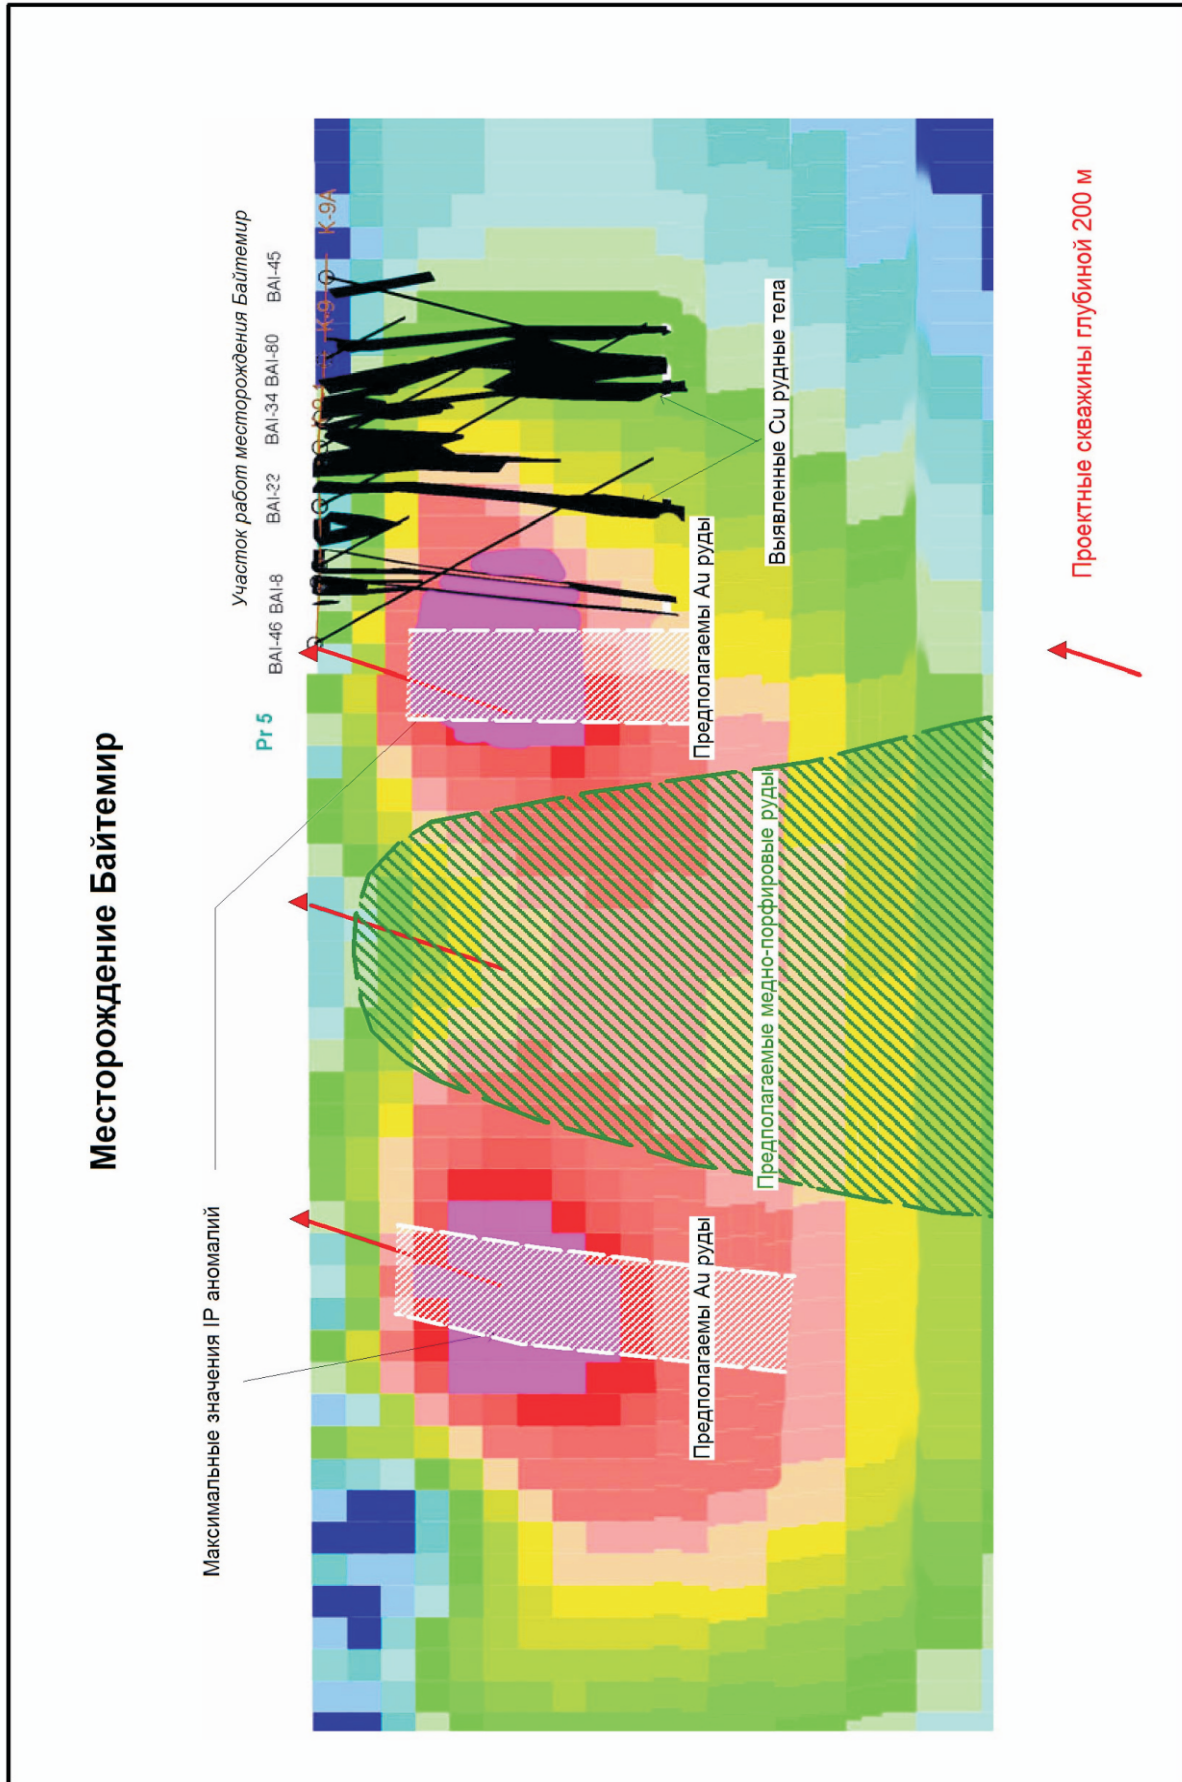 Месторождение Байтемир
Максимальные значения IP аномалий
Pr 5
Участок работ месторождения Байтемир
BAI-46
BAI-8
BAI-22
BAI-34
BAI-80
BAI-45
K-9
K-9A
Предполагаемы Au руды
Предполагаемы Au руды
Предполагаемые медно-порфировые руды
Выявленные Cu рудные тела
Проектные скважины глубиной 200 м